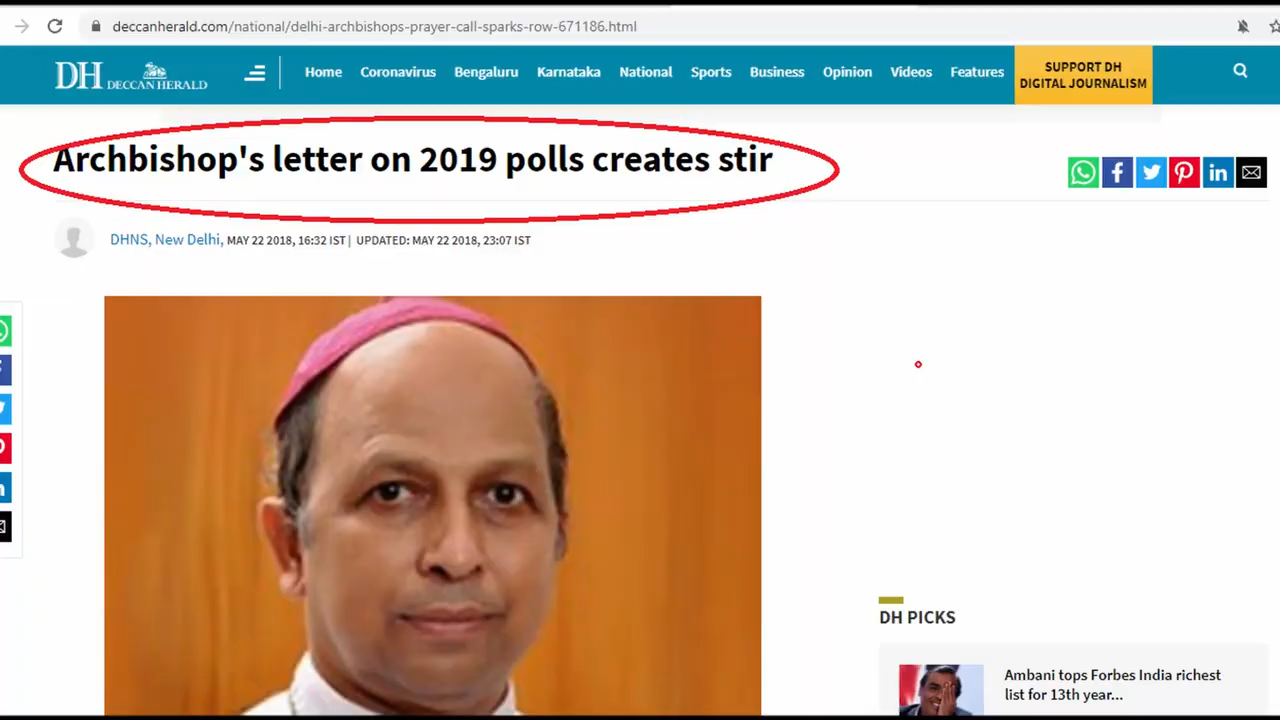 deccanherald.com/national/delhi-archbishops-prayer-call-sparks-row-671186.html
DH DECCAN HERALD
Home Coronavirus Bengaluru Karnataka National Sports Business Opinion Videos Features
SUPPORT DH
DIGITAL JOURNALISM
Archbishop's letter on 2019 polls creates stir
DHNS, New Delhi, MAY 22 2018, 16:32 IST | UPDATED: MAY 22 2018, 23:07 IST
DH PICKS
Ambani tops Forbes India richest
list for 13th year...